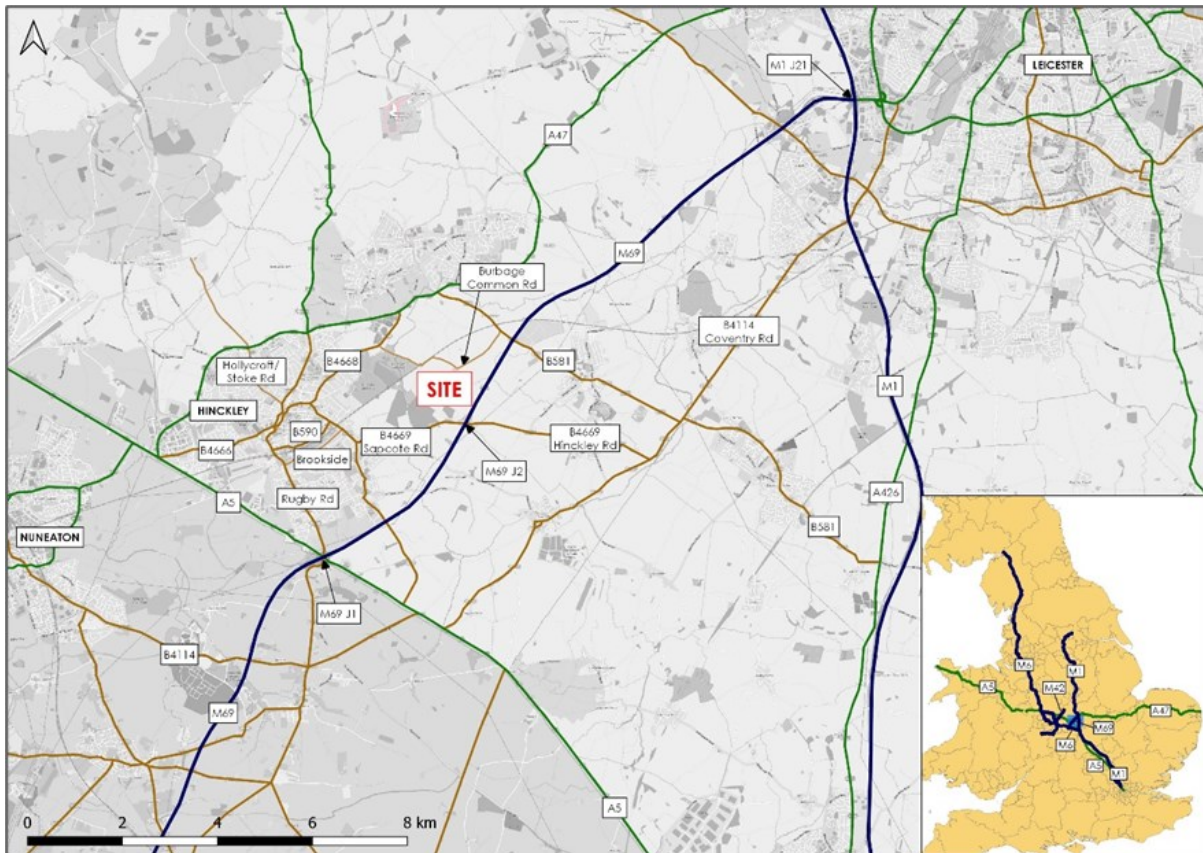 M1 J21
LEICESTER
A47
M69
Burbage
Common Rd
B4114
Coventry Rd
Hollycroft/
Stoke Rd
B4668
SITE
B581
M1
HINCKLEY
B590
B4669
Sapcote Rd
B4669
Hinckley Rd
B4666
Brookside
M69 J2
A5
Rugby Rd
A426
NUNEATON
B581
M69 J1
B4114
M69
A5
0 2 4 6 8 km
M6
M1
A5
M42
A47
M69
M6
A5
M1